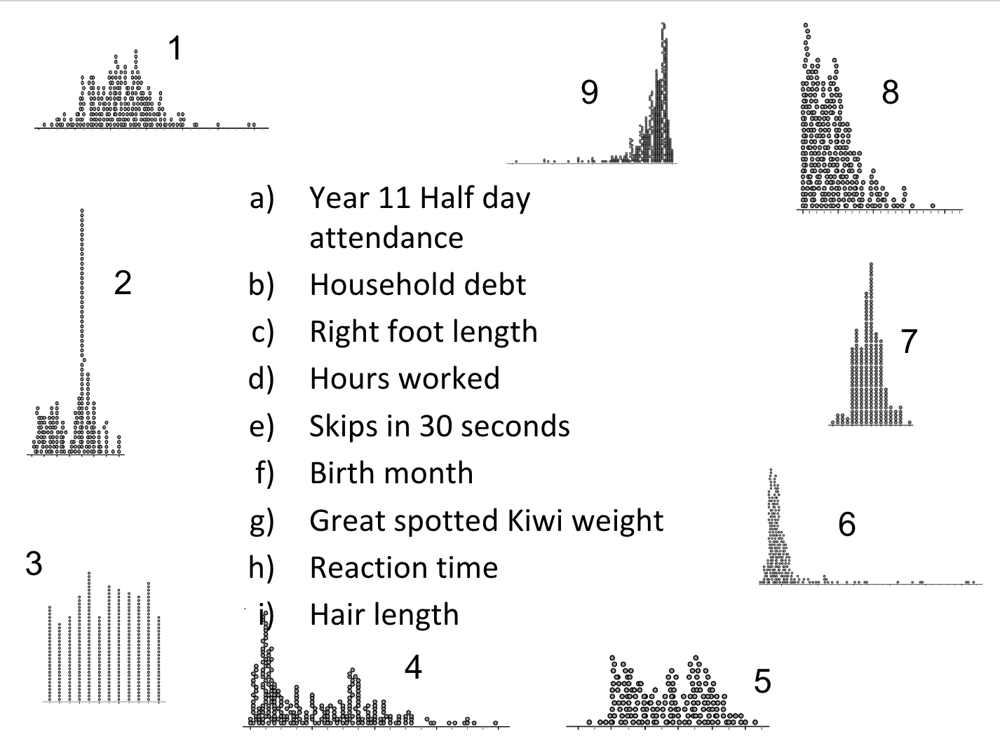 1
9
8
a) Year 11 Half day
attendance
b) Household debt
2
c) Right foot length
7
d) Hours worked
e) Skips in 30 seconds
f) Birth month
g) Great spotted Kiwi weight
6
3
h) Reaction time
i) Hair length
4
5